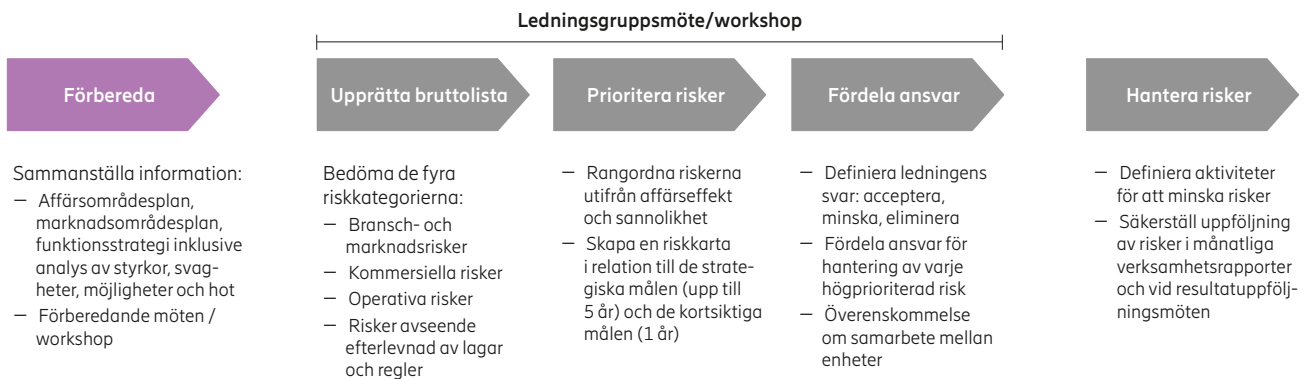 Ledningsgruppsmöte/workshop
Förbereda
Sammanställa information:
— Affärsområdesplan,
marknadsområdesplan,
funktionsstrategi inklusive
analys av styrkor, svag-
heter, möjligheter och hot
— Förberedande möten /
workshop
Upprätta bruttolista
Bedöma de fyra
riskkategorierna:
— Bransch- och
marknadsrisker
— Kommersiella risker
— Operativa risker
— Risker avseende
efterlevnad av lagar
och regler
Prioritera risker
— Rangordna riskerna
utifrån affärseffekt
och sannolikhet
— Skapa en riskkarta
i relation till de strate-
giska målen (upp till
5 år) och de kortsiktiga
målen (1 år)
Fördela ansvar
— Definiera ledningens
svar: acceptera,
minska, eliminera
— Fördela ansvar för
hantering av varje
högprioriterad risk
— Överenskommelse
om samarbete mellan
enheter
Hantera risker
— Definiera aktiviteter
för att minska risker
— Säkerställ uppföljning
av risker i månatliga
verksamhetsrapporter
och vid resultatuppfölj-
ningsmöten